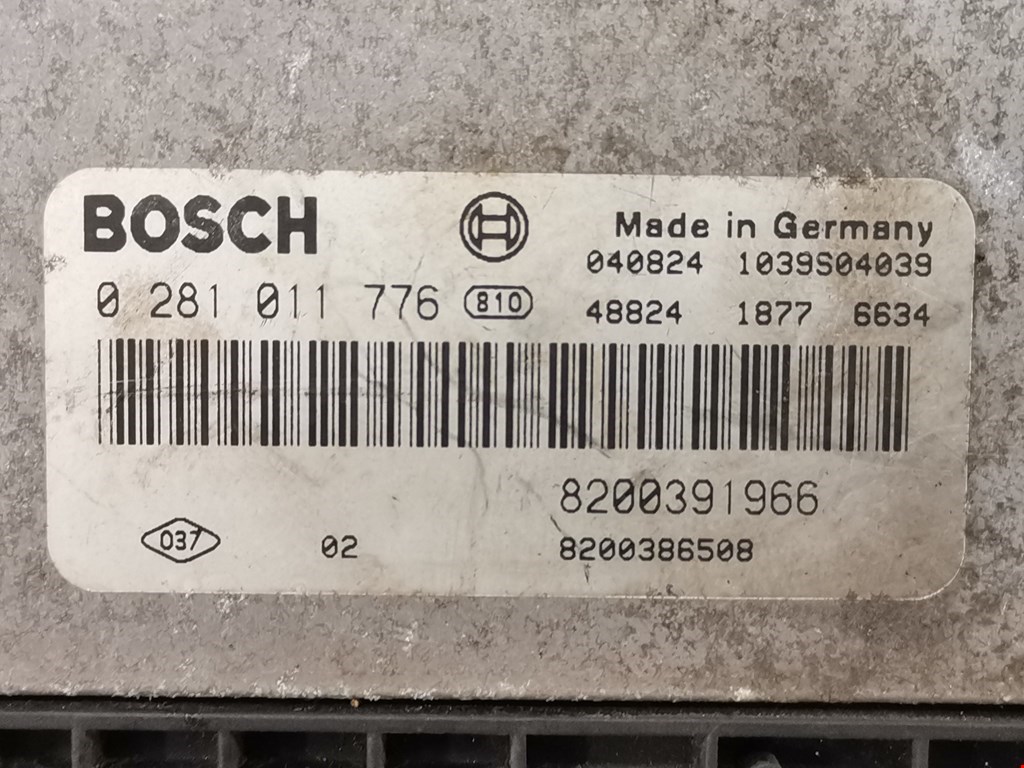 BOSCH
Made in Germany
040824 1039S04039
0 281 011 776 810
48824 1877 6634
8200391966
037 02 8200386508